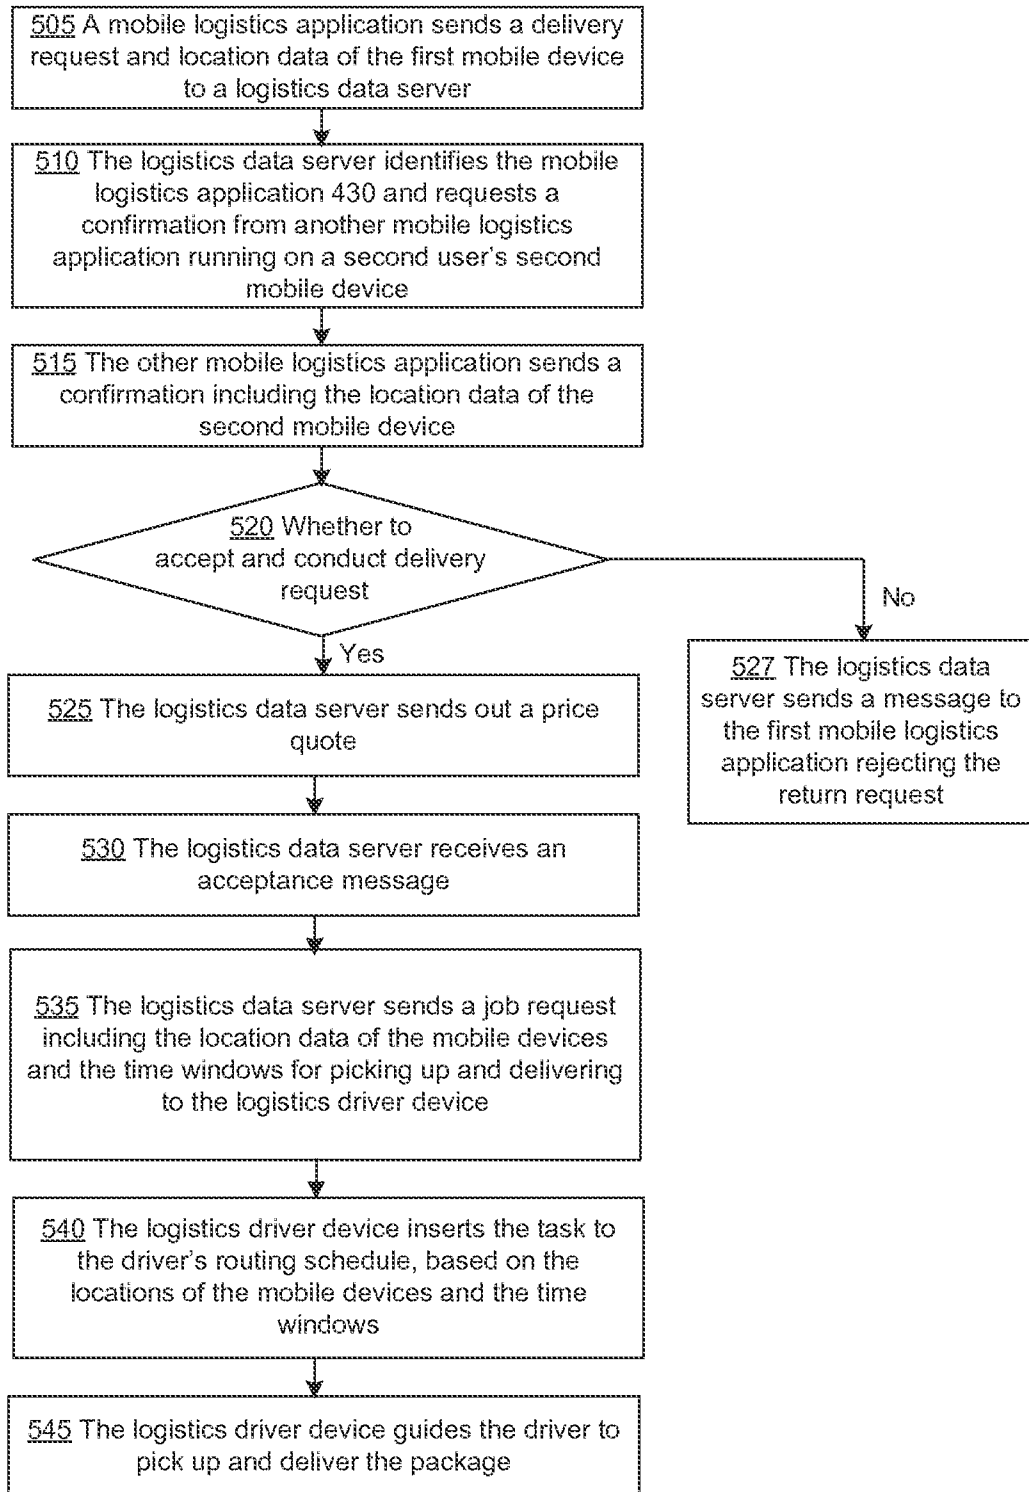 505 A mobile logistics application sends a delivery
request and location data of the first mobile device
to a logistics data server
510 The logistics data server identifies the mobile
logistics application 430 and requests a
confirmation from another mobile logistics
application running on a second user's second
mobile device
515 The other mobile logistics application sends a
confirmation including the location data of the
second mobile device
520 Whether to
accept and conduct delivery
request
No
Yes
527 The logistics data
server sends a message to
the first mobile logistics
application rejecting the
return request
525 The logistics data server sends out a price
quote
530 The logistics data server receives an
acceptance message
535 The logistics data server sends a job request
including the location data of the mobile devices
and the time windows for picking up and delivering
to the logistics driver device
540 The logistics driver device inserts the task to
the driver's routing schedule, based on the
locations of the mobile devices and the time
windows
545 The logistics driver device guides the driver to
pick up and deliver the package